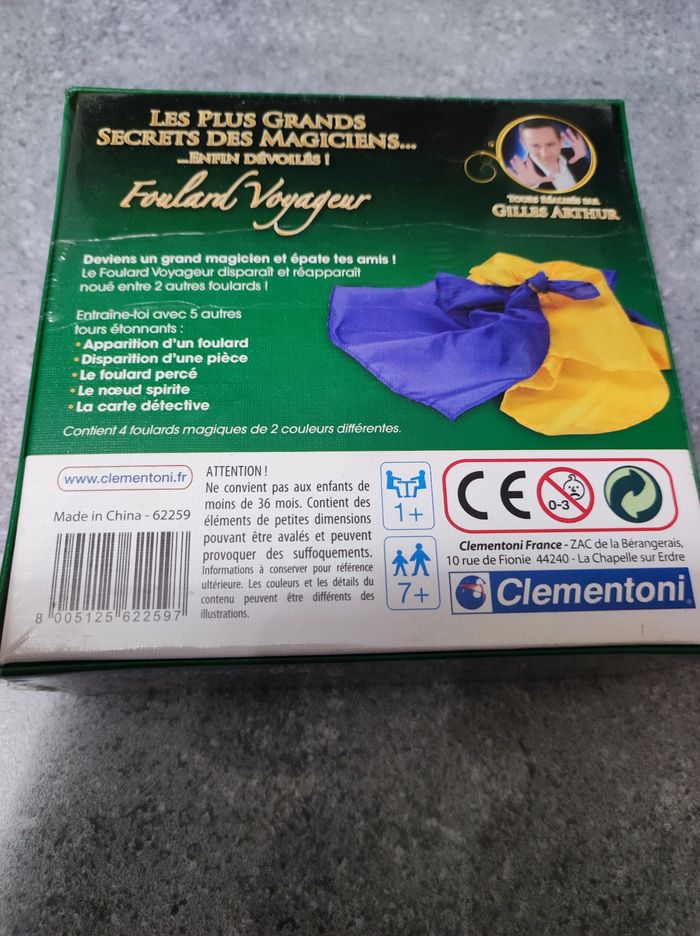 LES PLUS GRANDS
SECRETS DES MAGICIENS...
...ENFIN DÉVOILÉS !
Foulard Voyageur
TOURS RÉALISÉS PAR
GILLES ARTHUR
Deviens un grand magicien et épate tes amis !
Le Foulard Voyageur disparaît et réapparaît
noué entre 2 autres foulards !
Entraîne-toi avec 5 autres
tours étonnants :
• Apparition d'un foulard
• Disparition d'une pièce
• Le foulard percé
• Le nœud spirite
• La carte détective
Contient 4 foulards magiques de 2 couleurs différentes.
www.clementoni.fr
Made in China - 62259
8 005125 622597
ATTENTION !
Ne convient pas aux enfants de
moins de 36 mois. Contient des
éléments de petites dimensions
pouvant être avalés et peuvent
provoquer des suffoquements.
Informations à conserver pour référence
ultérieure. Les couleurs et les détails du
contenu peuvent être différents des
illustrations.
1+
7+
CE
0-3
Clementoni France - ZAC de la Bérangerais,
10 rue de Fionie 44240 - La Chapelle sur Erdre
Clementoni